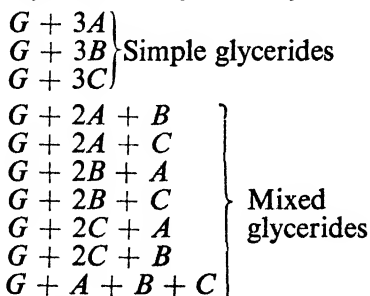 G + 3A
G + 3B Simple glycerides
G + 3C
G + 2A + B
G + 2A + C
G + 2B + A
G + 2B + C Mixed
G + 2C + A glycerides
G + 2C + B
G + A + B + C